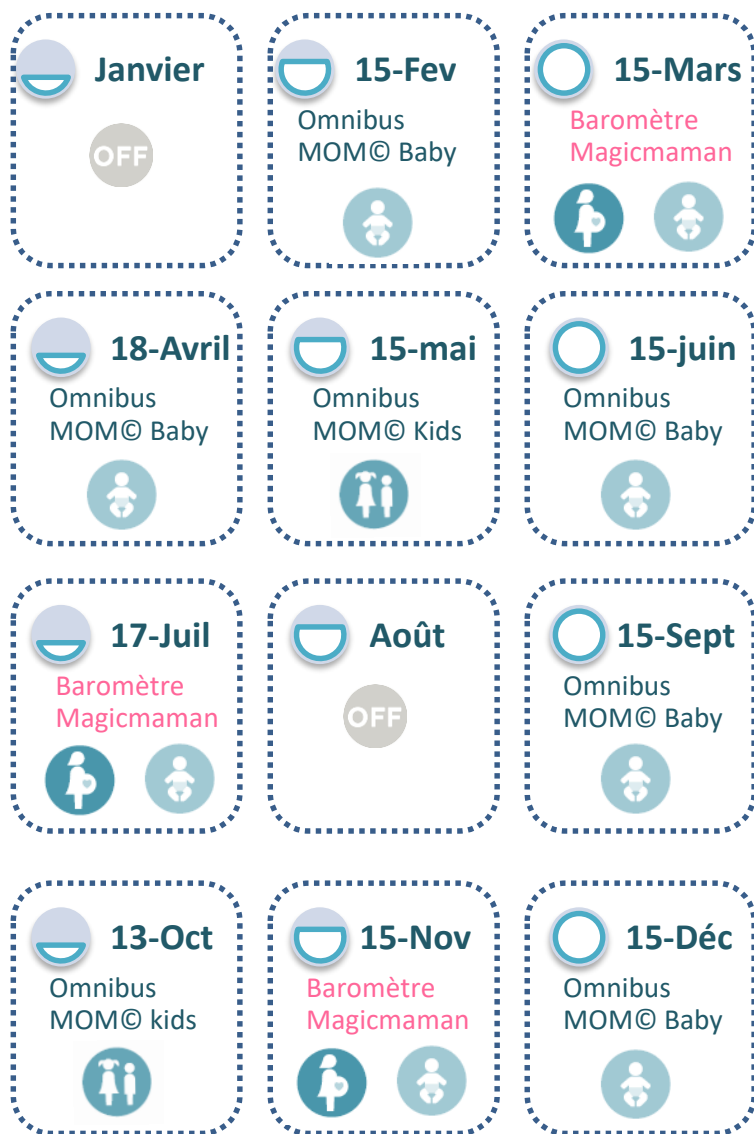 Janvier
OFF
15-Fev
Omnibus
MOM© Baby
15-Mars
Baromètre
Magicmaman
18-Avril
Omnibus
MOM© Baby
15-mai
Omnibus
MOM© Kids
15-juin
Omnibus
MOM© Baby
17-Juil
Baromètre
Magicmaman
Août
OFF
15-Sept
Omnibus
MOM© Baby
13-Oct
Omnibus
MOM© kids
15-Nov
Baromètre
Magicmaman
15-Déc
Omnibus
MOM© Baby